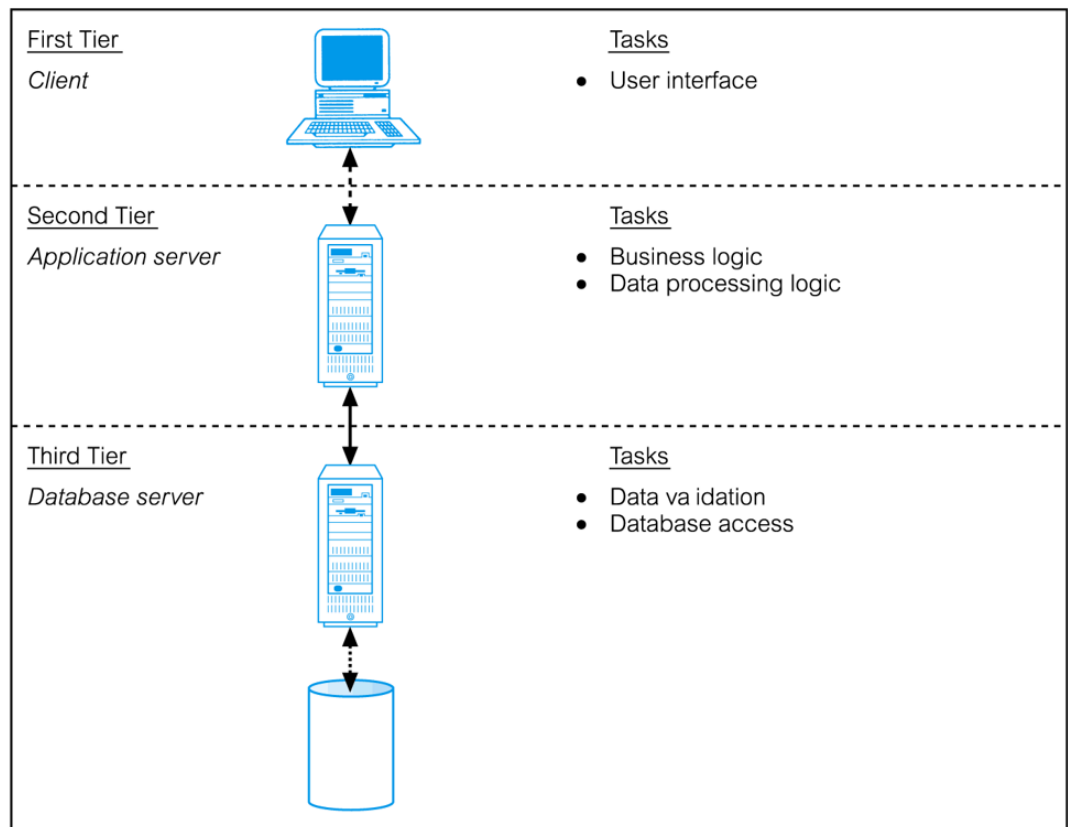 First Tier
Tasks
Client
● User interface
Second Tier
Tasks
Application server
● Business logic
● Data processing logic
Third Tier
Tasks
Database server
● Data va idation
● Database access